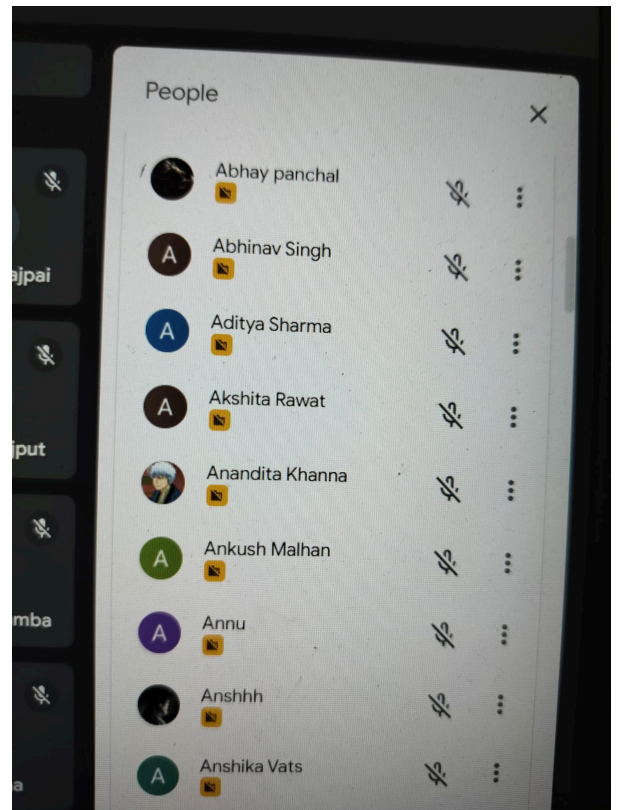 People
Abhay panchal
A
Abhinav Singh
A
Aditya Sharma
A
Akshita Rawat
Anandita Khanna
A
Ankush Malhan
A
Annu
Anshhh
A
Anshika Vats
ajpai
jput
mba
a